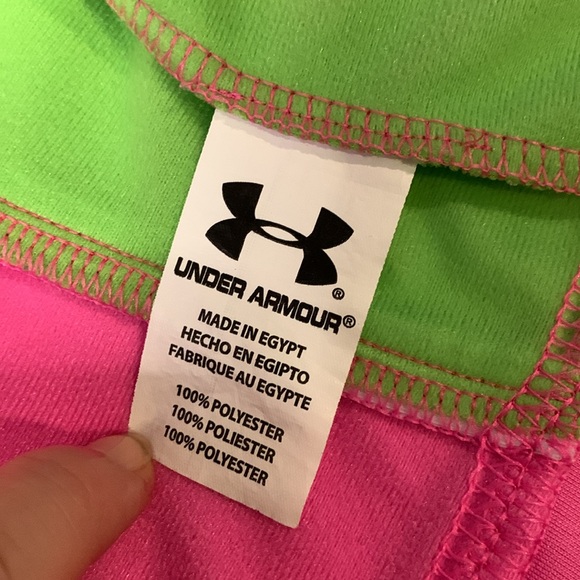 ®
UNDER ARMOUR®
MADE IN EGYPT
HECHO EN EGIPTO
FABRIQUE AU EGYPTE
100% POLYESTER
100% POLIESTER
100% POLYESTER